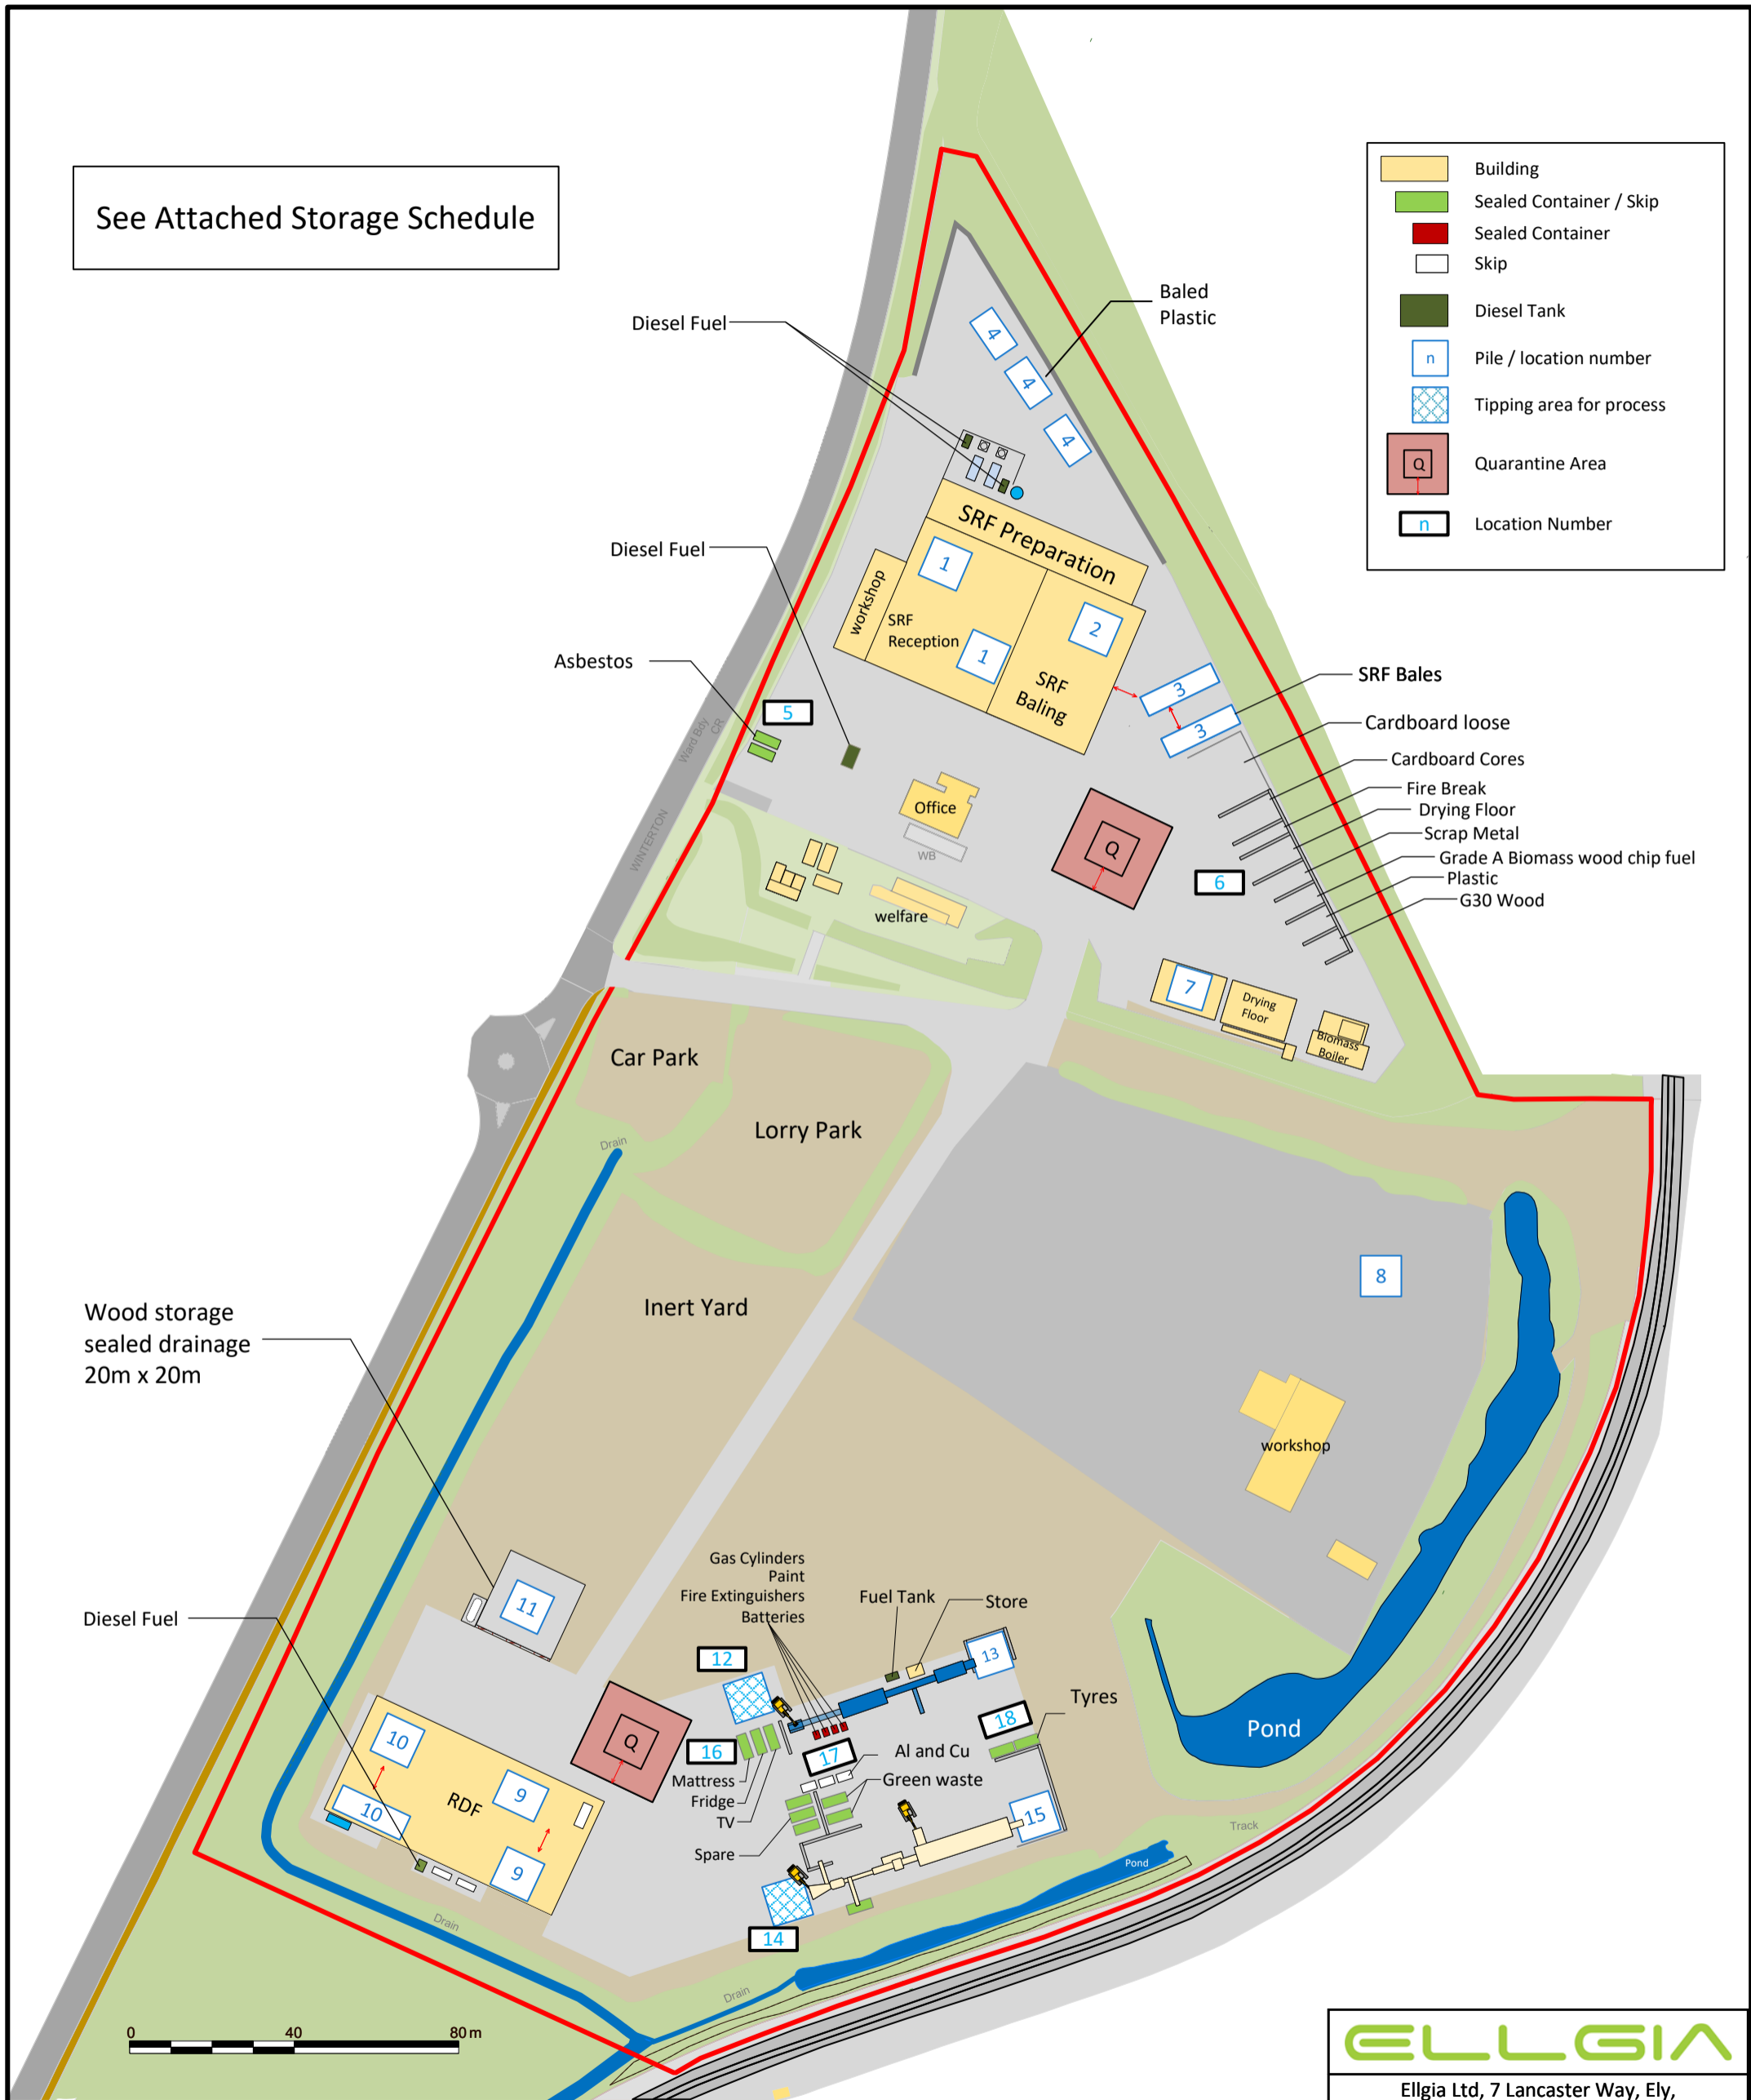 See Attached Storage Schedule
Building
Sealed Container / Skip
Sealed Container
Skip
Diesel Tank
n
Pile / location number
Tipping area for process
Q
Quarantine Area
n
Location Number
Baled
Plastic
Diesel Fuel
4
4
4
SRF Preparation
Diesel Fuel
workshop
1
SRF
Reception
1
2
SRF
Baling
Asbestos
5
3
3
SRF Bales
Cardboard loose
Cardboard Cores
Fire Break
Drying Floor
Scrap Metal
Grade A Biomass wood chip fuel
Plastic
G30 Wood
Ward Bdy
CR
WINTERTON
Office
WB
Q
6
welfare
7
Drying
Floor
Biomass
Boiler
Car Park
Lorry Park
Drain
8
Inert Yard
Wood storage
sealed drainage
20m x 20m
workshop
Gas Cylinders
Paint
Fire Extinguishers
Batteries
Fuel Tank
Store
11
Diesel Fuel
12
13
Tyres
18
Pond
Q
16
17
Al and Cu
Mattress
Green waste
Fridge
TV
Spare
10
10
RDF
9
9
15
Track
Pond
14
Drain
Drain
0
40
80 m
ELLGIA
Ellgia Ltd, 7 Lancaster Way, Ely,